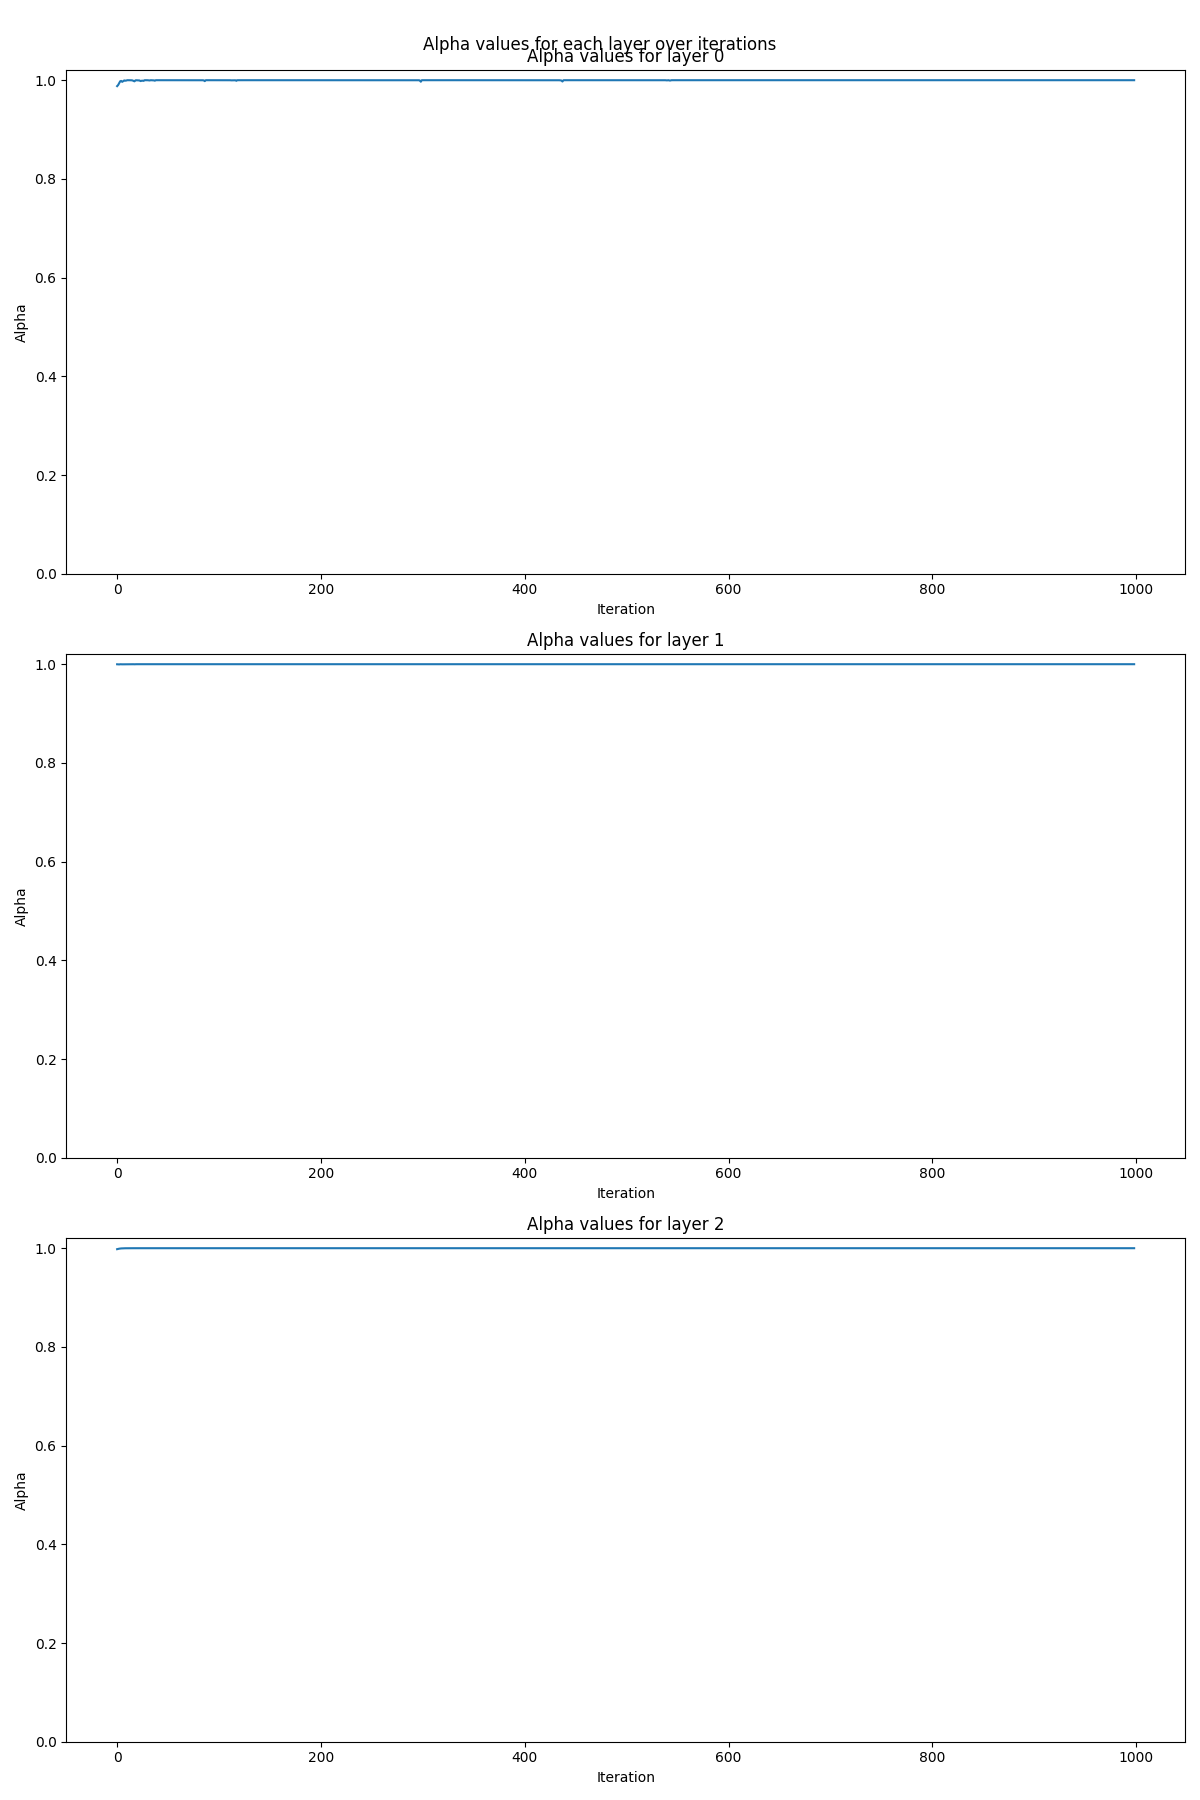 Alpha values for each layer over iterations
Alpha values for layer 0
1.0
0.8
0.6
0.4
0.2
0.0
Alpha
0 200 400 600 800 1000
Iteration
Alpha values for layer 1
1.0
0.8
0.6
0.4
0.2
0.0
Alpha
0 200 400 600 800 1000
Iteration
Alpha values for layer 2
1.0
0.8
0.6
0.4
0.2
0.0
Alpha
0 200 400 600 800 1000
Iteration